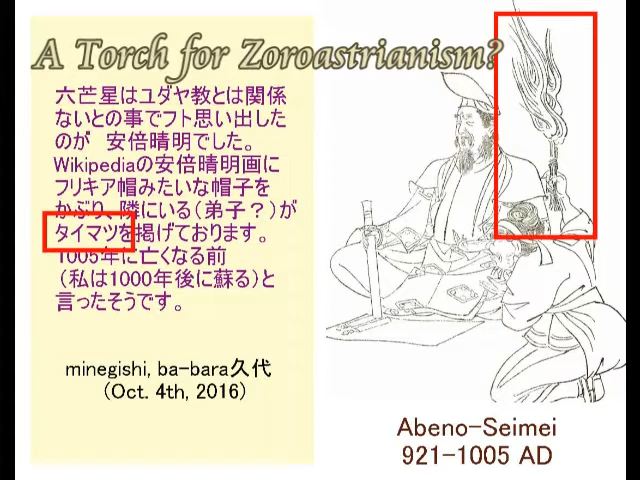 A Torch for Zoroastrianism?
六芒星はユダヤ教とは関係
ないとの事でフト思い出した
のが 安倍晴明でした。
Wikipediaの安倍晴明画に
フリキア帽みたいな帽子を
かぶり、隣にいる(弟子?)が
タイマツを掲げております。
1005年に亡くなる前
(私は1000年後に蘇る)と
言ったそうです。
minegishi, ba-bara久代
(Oct. 4th, 2016)
Abeno-Seimei
921-1005 AD